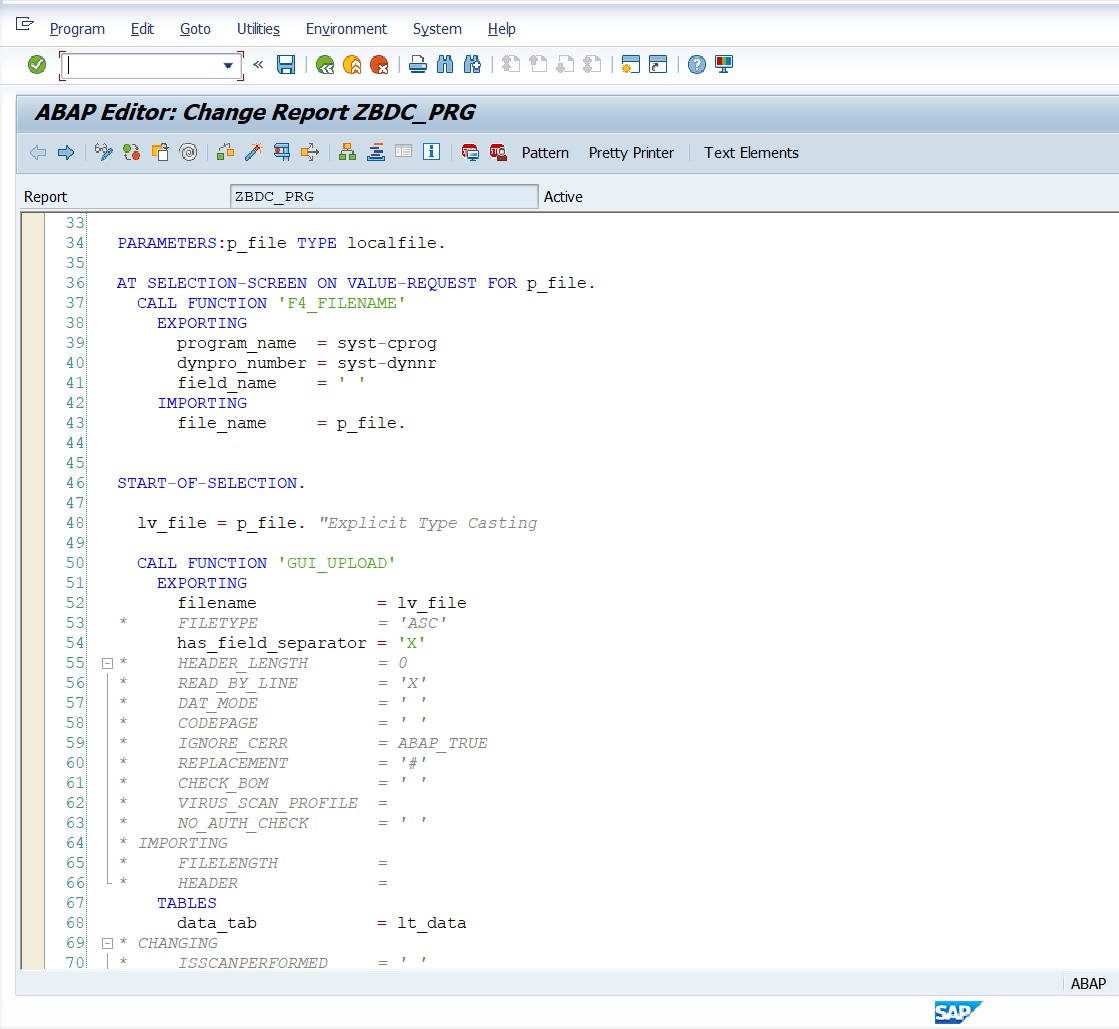 Program Edit Goto Utilities Environment System Help
«
ABAP Editor: Change Report ZBDC_PRG
Pattern Pretty Printer Text Elements
Report ZBDC_PRG Active
33
34 PARAMETERS:p_file TYPE localfile.
35
36 AT SELECTION-SCREEN ON VALUE-REQUEST FOR p_file.
37 CALL FUNCTION 'F4_FILENAME'
38 EXPORTING
39 program_name = syst-cprog
40 dynpro_number = syst-dynnr
41 field_name = ' '
42 IMPORTING
43 file_name = p_file.
44
45
46 START-OF-SELECTION.
47
48 lv_file = p_file. "Explicit Type Casting
49
50 CALL FUNCTION 'GUI_UPLOAD'
51 EXPORTING
52 filename = lv_file
53 * FILETYPE = 'ASC'
54 has_field_separator = 'X'
55 * HEADER_LENGTH = 0
56 * READ_BY_LINE = 'X'
57 * DAT_MODE = ' '
58 * CODEPAGE = ' '
59 * IGNORE_CERR = ABAP_TRUE
60 * REPLACEMENT = '#'
61 * CHECK_BOM = ' '
62 * VIRUS_SCAN_PROFILE =
63 * NO_AUTH_CHECK = ' '
64 * IMPORTING
65 * FILELENGTH =
66 * HEADER =
67 TABLES
68 data_tab = lt_data
69 * CHANGING
70 * ISSCANPERFORMED = ' '
ABAP
SAP